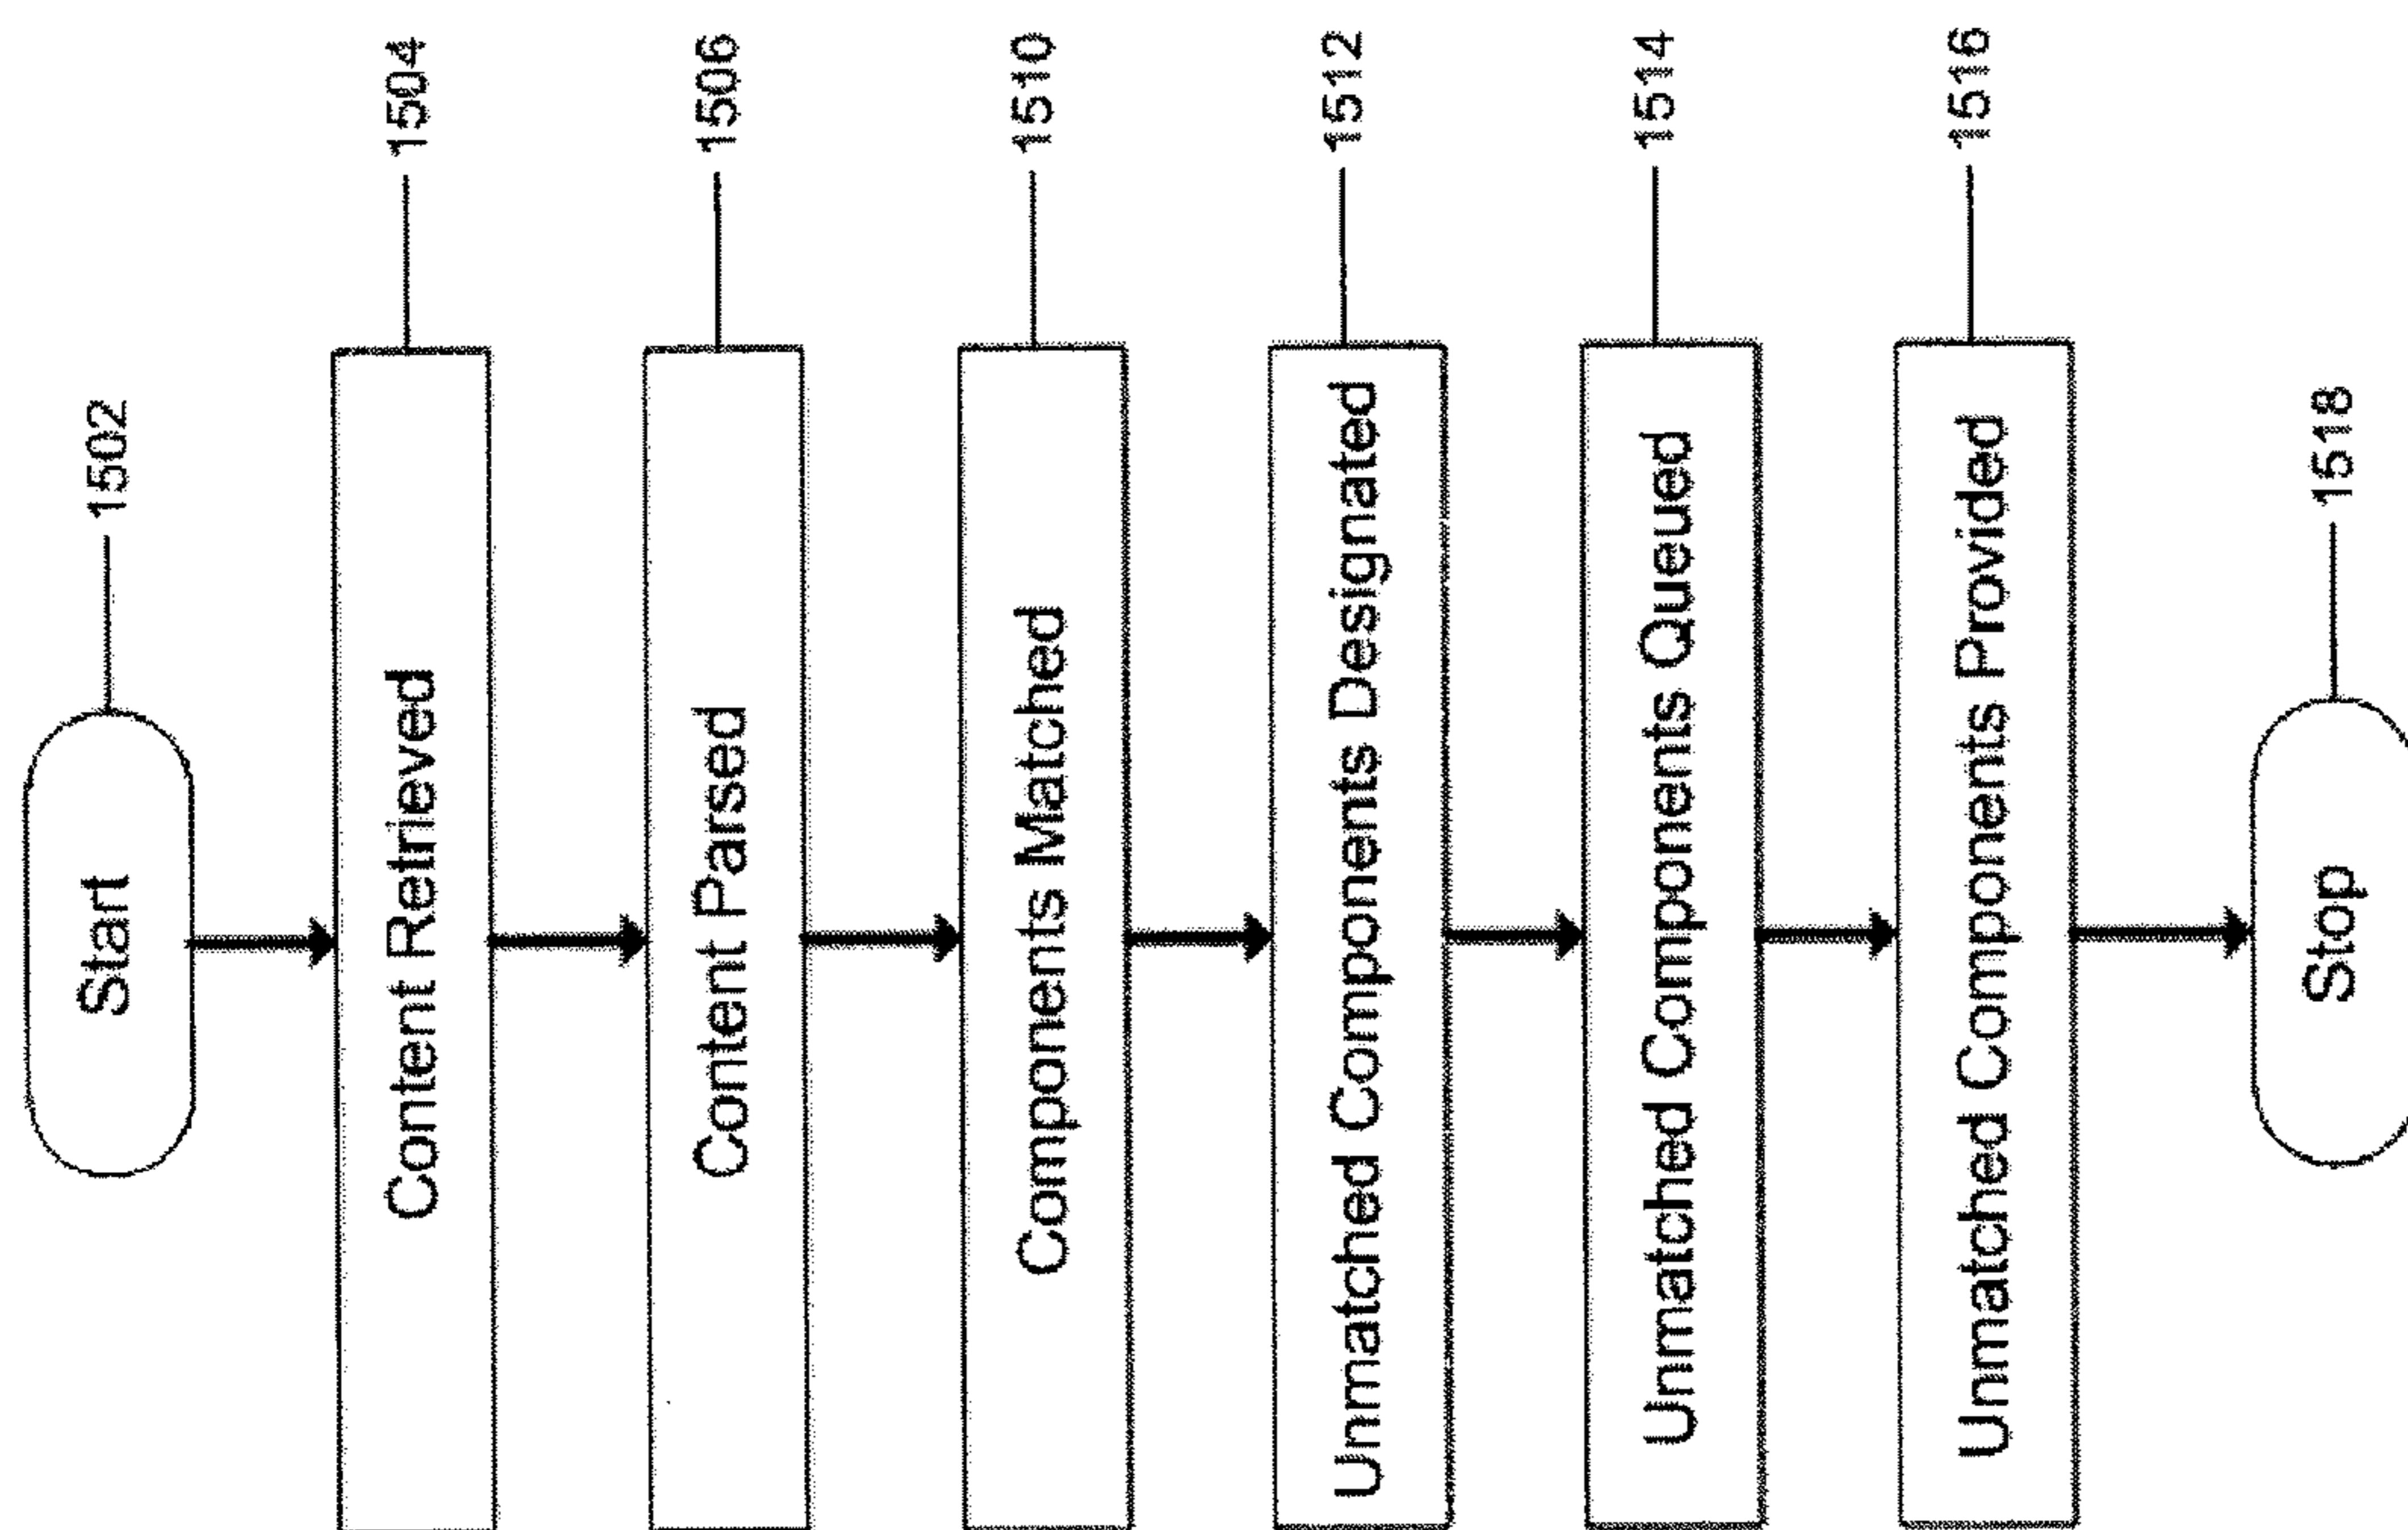 Start
1502
Content Retrieved
1504
Content Parsed
1506
Components Matched
1510
Unmatched Components Designated
1512
Unmatched Components Queued
1514
Unmatched Components Provided
1516
Stop
1518